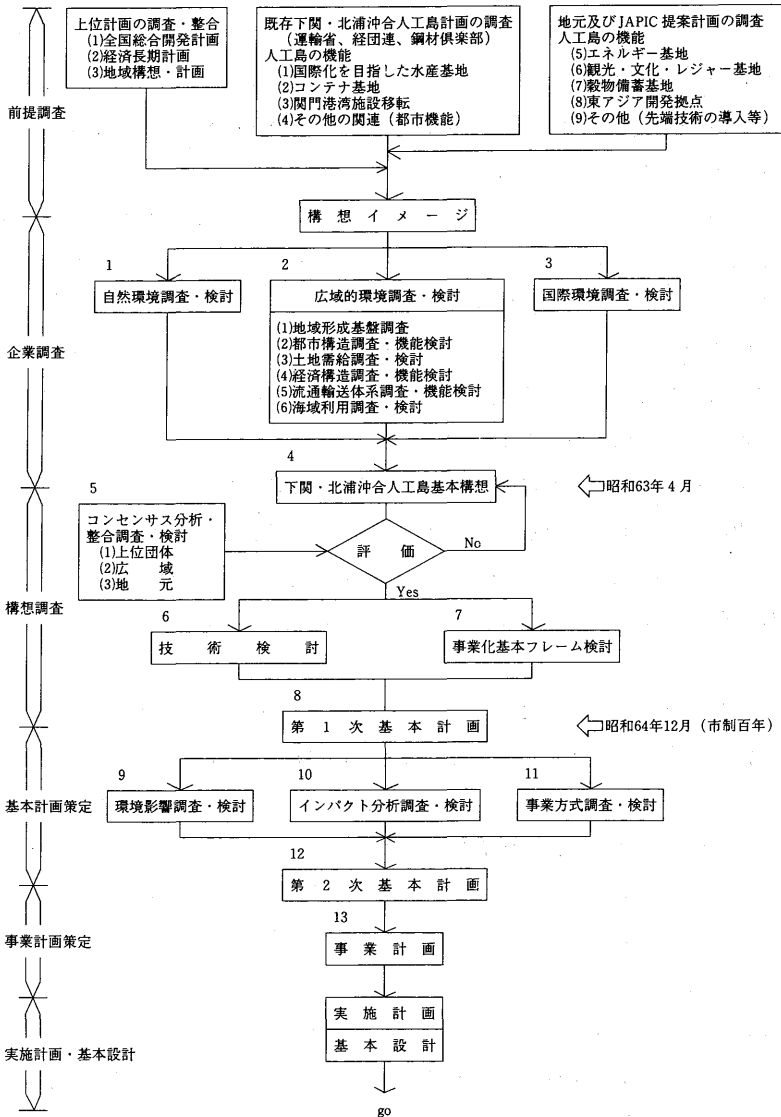 上位計画の調査・整合
(1)全国総合開発計画
(2)経済長期計画
(3)地域構想・計画
既存下関・北浦沖合人工島計画の調査
(運輸省、経団連、鋼材倶楽部)
人工島の機能
(1)国際化を目指した水産基地
(2)コンテナ基地
(3)関門港湾施設移転
(4)その他の関連(都市機能)
地元及びJAPIC提案計画の調査
人工島の機能
(5)エネルギー基地
(6)観光・文化・レジャー基地
(7)穀物備蓄基地
(8)東アジア開発拠点
(9)その他(先端技術の導入等)
前提調査
構想イメージ
1
自然環境調査・検討
2
広域的環境調査・検討
(1)地域形成基盤調査
(2)都市構造調査・機能検討
(3)土地需給調査・検討
(4)経済構造調査・機能検討
(5)流通輸送体系調査・機能検討
(6)海域利用調査・検討
3
国際環境調査・検討
企業調査
4
下関・北浦沖合人工島基本構想
昭和63年4月
5
コンセンサス分析・
整合調査・検討
(1)上位団体
(2)広 域
(3)地 元
評価
No
Yes
構想調査
6
技術検討
7
事業化基本フレーム検討
8
第1次基本計画
昭和64年12月(市制百年)
9
環境影響調査・検討
10
インパクト分析調査・検討
11
事業方式調査・検討
基本計画策定
12
第2次基本計画
13
事業計画
事業計画策定
実施計画
基本設計
実施計画・基本設計
go